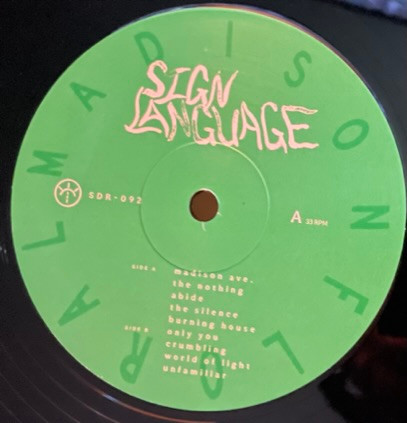 MADISON FLORAL
SIGN
LANGUAGE
SDR-092
A 33 RPM
SIDE A
madison ave.
the nothing
abide
the silence
burning house
SIDE B
only you
crumbling
world of light
unfamiliar